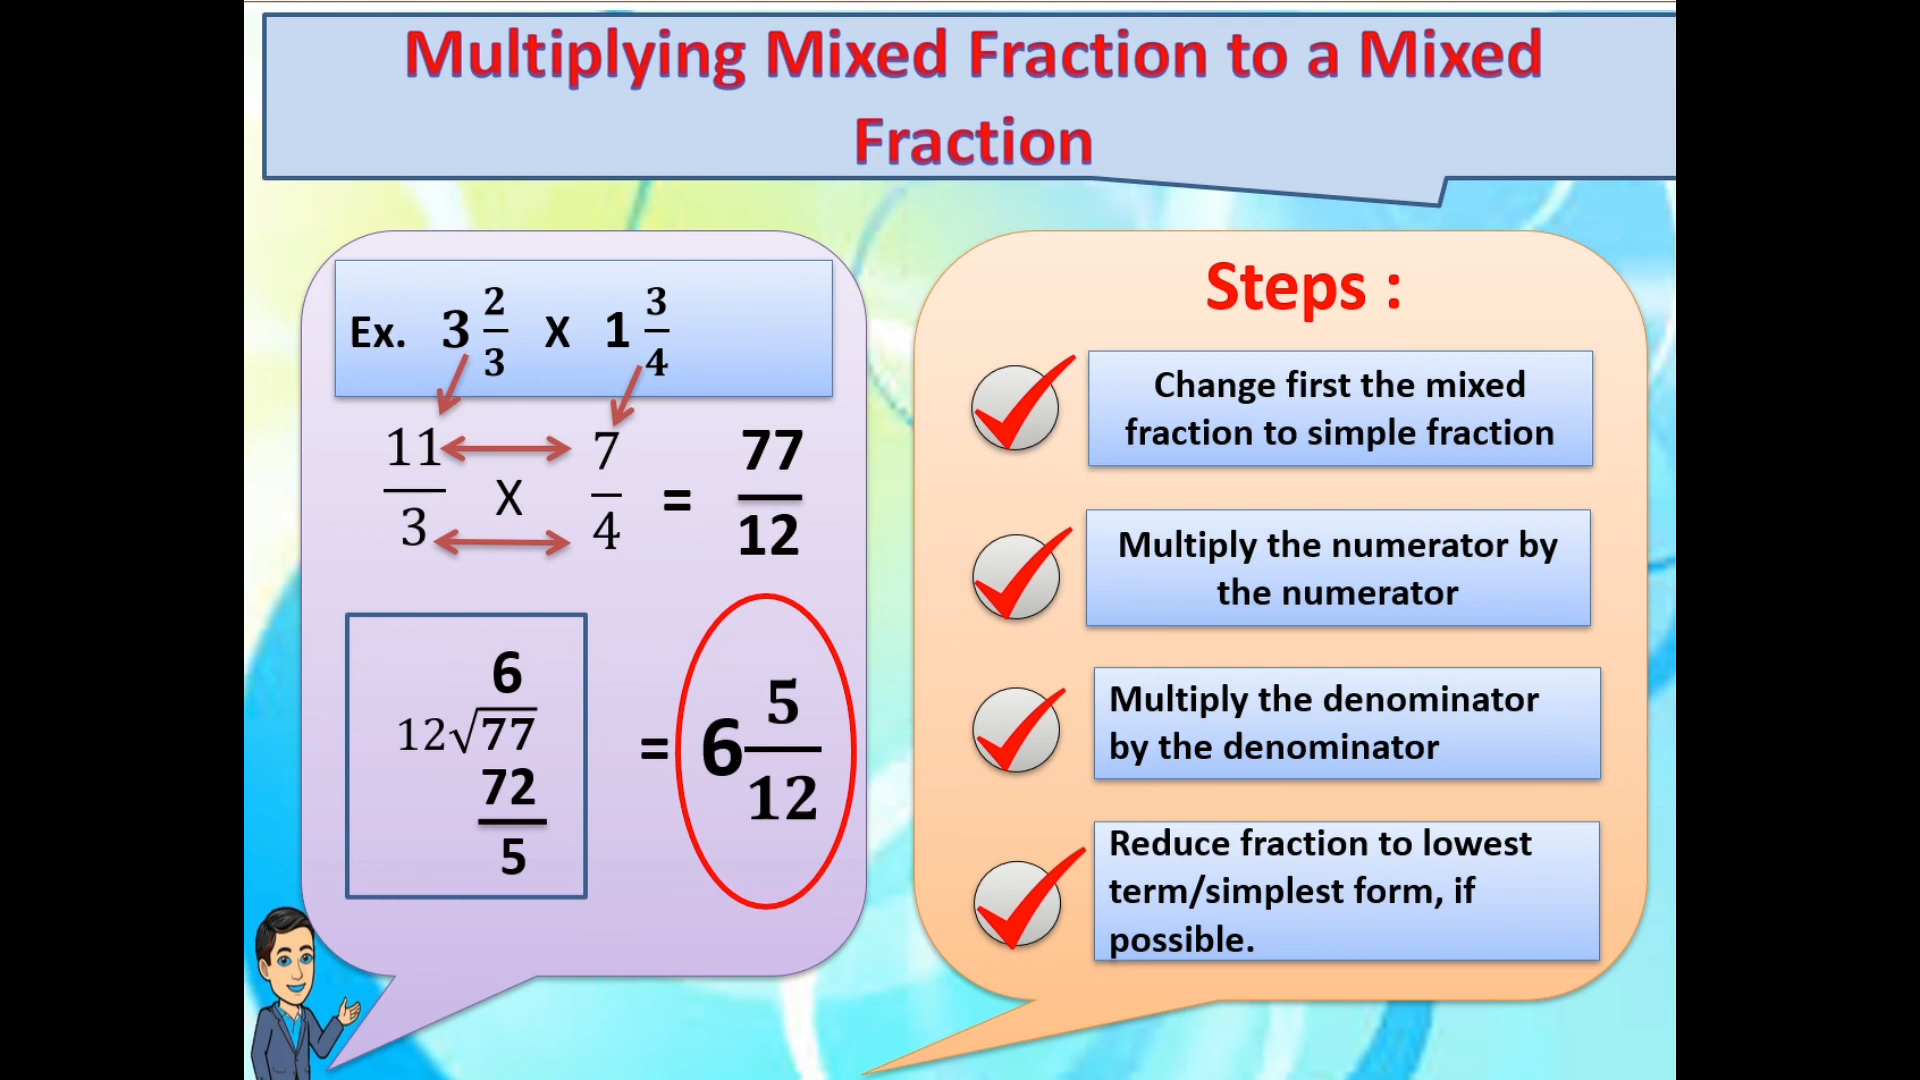 Multiplying Mixed Fraction to a Mixed
Fraction
Ex. 3 2/3 X 1 3/4
11/3 X 7/4 = 77/12
6
12√77
72
5
= 6 5/12
Steps :
Change first the mixed
fraction to simple fraction
Multiply the numerator by
the numerator
Multiply the denominator
by the denominator
Reduce fraction to lowest
term/simplest form, if
possible.